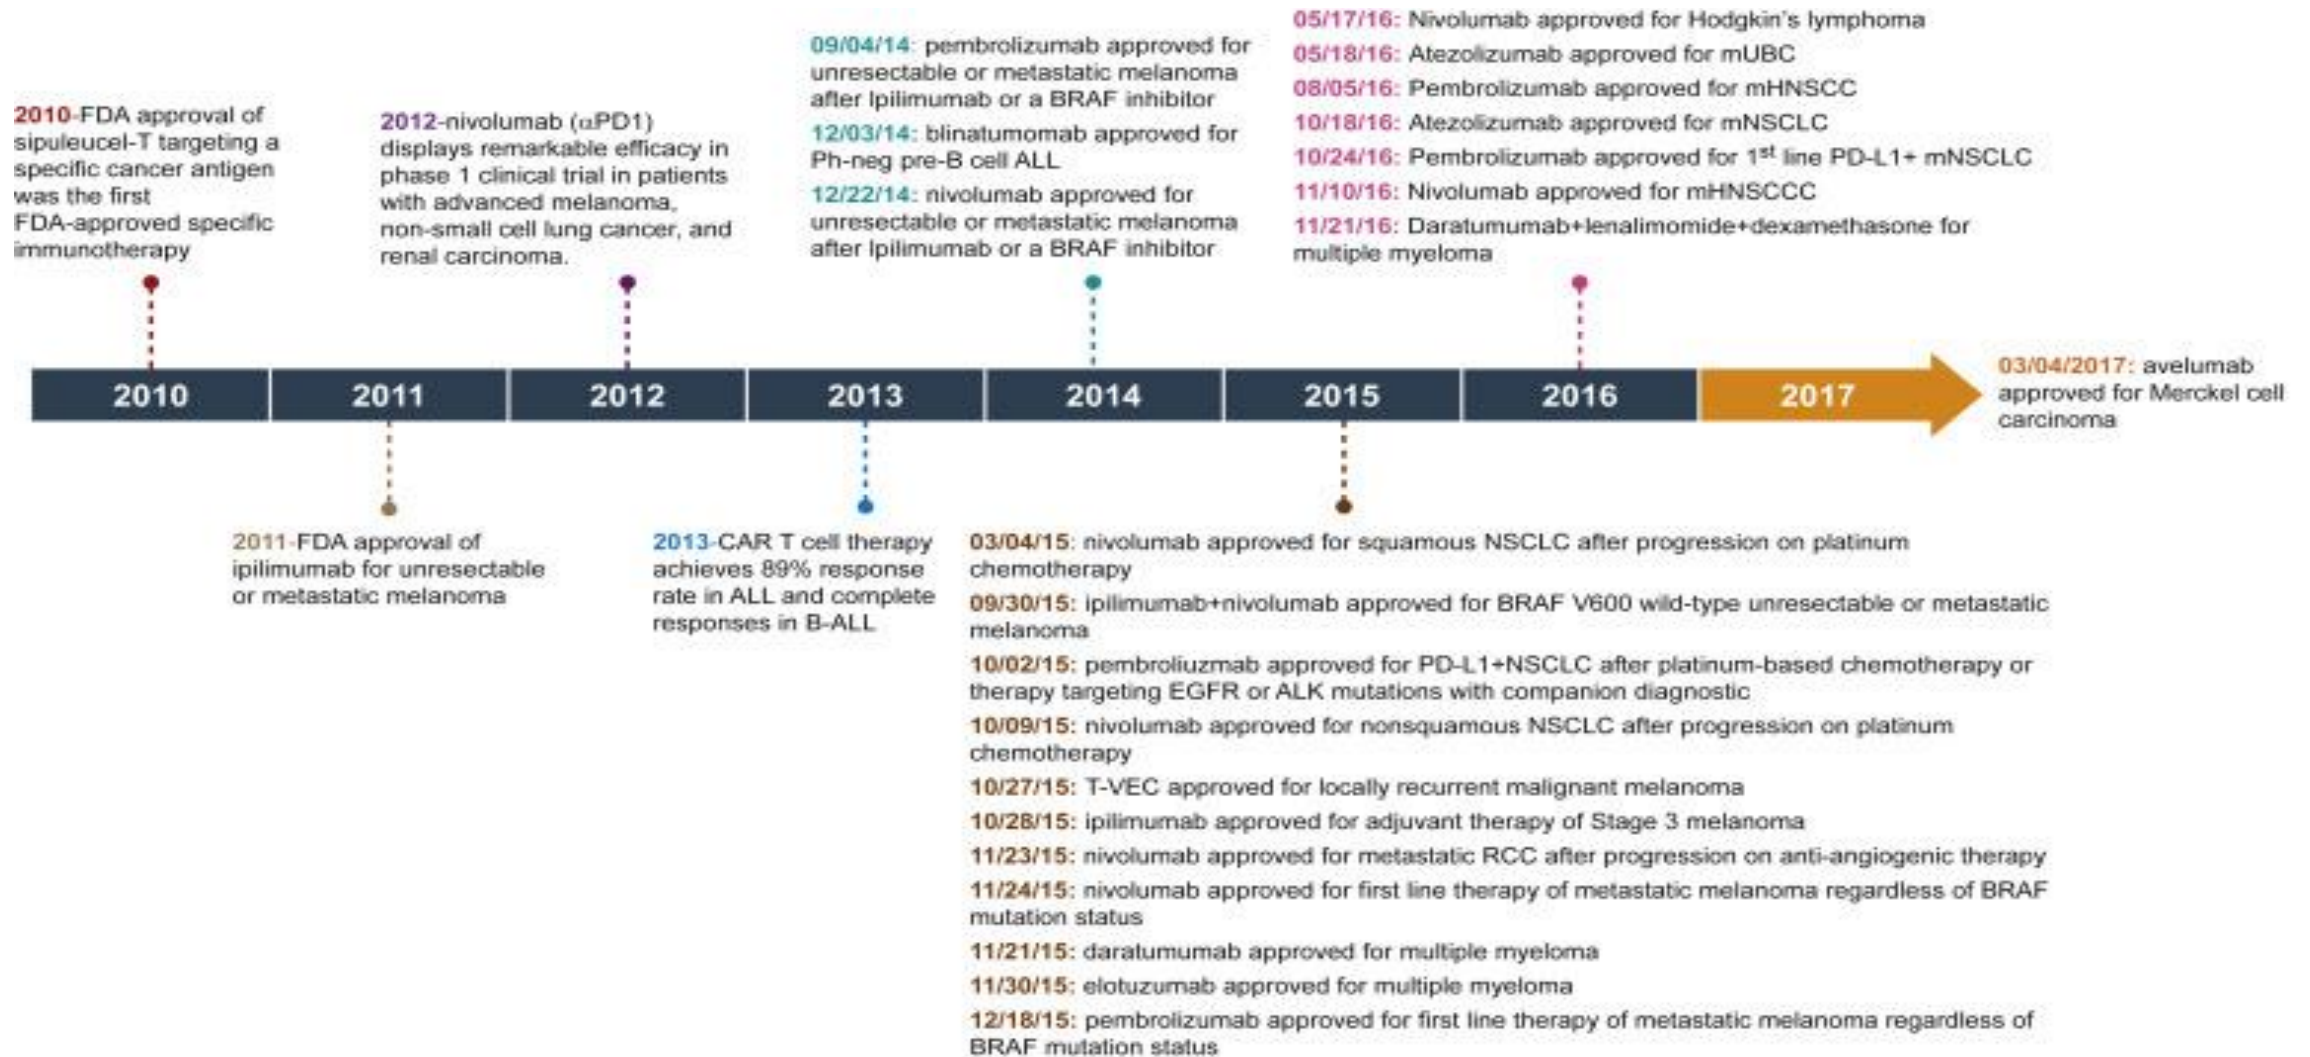 2010-FDA approval of
sipuleucel-T targeting a
specific cancer antigen
was the first
FDA-approved specific
immunotherapy
2012-nivolumab (αPD1)
displays remarkable efficacy in
phase 1 clinical trial in patients
with advanced melanoma,
non-small cell lung cancer, and
renal carcinoma.
09/04/14: pembrolizumab approved for
unresectable or metastatic melanoma
after Ipilimumab or a BRAF inhibitor
12/03/14: blinatumomab approved for
Ph-neg pre-B cell ALL
12/22/14: nivolumab approved for
unresectable or metastatic melanoma
after Ipilimumab or a BRAF inhibitor
05/17/16: Nivolumab approved for Hodgkin's lymphoma
05/18/16: Atezolizumab approved for mUBC
08/05/16: Pembrolizumab approved for mHNSCC
10/18/16: Atezolizumab approved for mNSCLC
10/24/16: Pembrolizumab approved for 1st line PD-L1+ mNSCLC
11/10/16: Nivolumab approved for mHNSCCC
11/21/16: Daratumumab+lenalimomide+dexamethasone for
multiple myeloma
2010 2011 2012 2013 2014 2015 2016 2017
03/04/2017: avelumab
approved for Merckel cell
carcinoma
2011-FDA approval of
ipilimumab for unresectable
or metastatic melanoma
2013-CAR T cell therapy
achieves 89% response
rate in ALL and complete
responses in B-ALL
03/04/15: nivolumab approved for squamous NSCLC after progression on platinum
chemotherapy
09/30/15: ipilimumab+nivolumab approved for BRAF V600 wild-type unresectable or metastatic
melanoma
10/02/15: pembroliuzmab approved for PD-L1+NSCLC after platinum-based chemotherapy or
therapy targeting EGFR or ALK mutations with companion diagnostic
10/09/15: nivolumab approved for nonsquamous NSCLC after progression on platinum
chemotherapy
10/27/15: T-VEC approved for locally recurrent malignant melanoma
10/28/15: ipilimumab approved for adjuvant therapy of Stage 3 melanoma
11/23/15: nivolumab approved for metastatic RCC after progression on anti-angiogenic therapy
11/24/15: nivolumab approved for first line therapy of metastatic melanoma regardless of BRAF
mutation status
11/21/15: daratumumab approved for multiple myeloma
11/30/15: elotuzumab approved for multiple myeloma
12/18/15: pembrolizumab approved for first line therapy of metastatic melanoma regardless of
BRAF mutation status